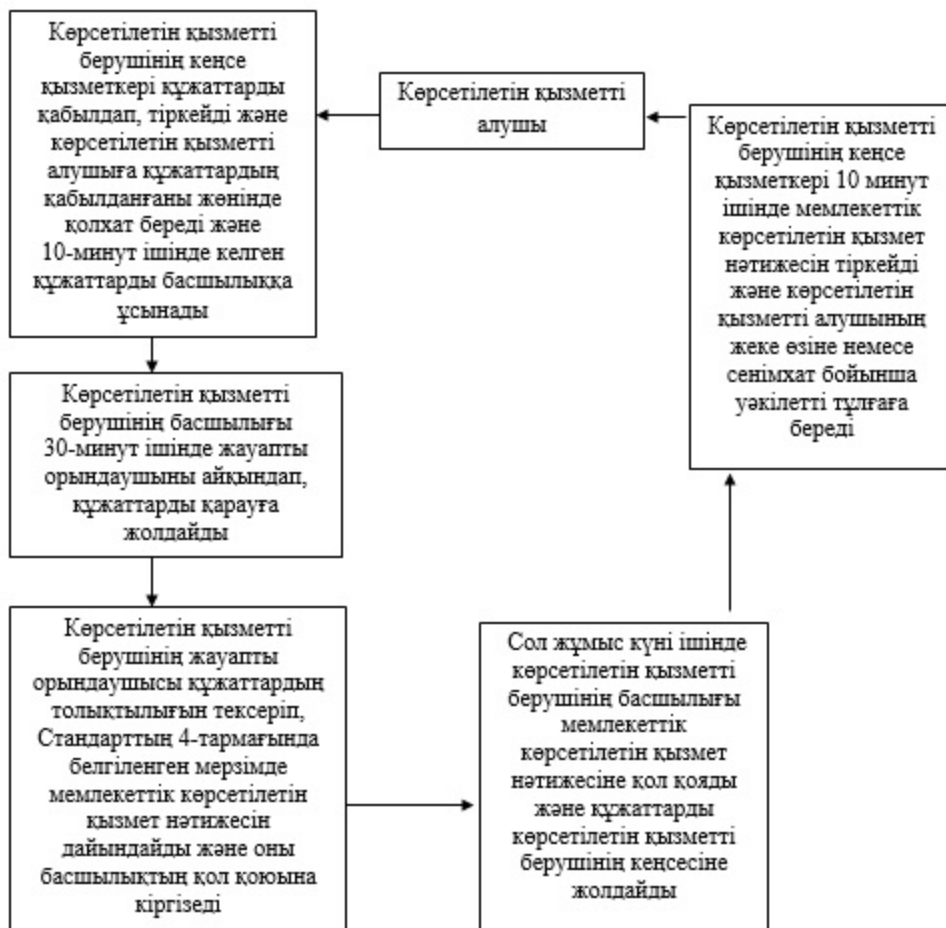 Көрсетілетін қызметті
берушінің кеңсе
қызметкері құжаттарды
қабылдап, тіркейді және
көрсетілетін қызметті
алушыға құжаттардың
қабылданғаны жөнінде
қолхат береді және
10-минут ішінде келген
құжаттарды басшылыққа
ұсынады
Көрсетілетін қызметті
алушы
Көрсетілетін қызметті
берушінің кеңсе
қызметкері 10 минут
ішінде мемлекеттік
көрсетілетін қызмет
нәтижесін тіркейді
және көрсетілетін
қызметті алушының
жеке өзіне немесе
сенімхат бойынша
уәкілетті тұлғаға
береді
Көрсетілетін қызметті
берушінің басшылығы
30-минут ішінде жауапты
орындаушыны айқындап,
құжаттарды қарауға
жолдайды
Көрсетілетін қызметті
берушінің жауапты
орындаушысы құжаттардың
толықтылығын тексеріп,
Стандарттың 4-тармағында
белгіленген мерзімде
мемлекеттік көрсетілетін
қызмет нәтижесін
дайындайды және оны
басшылықтың қол қоюына
кіргізеді
Сол жұмыс күні ішінде
көрсетілетін қызметті
берушінің басшылығы
мемлекеттік
көрсетілетін қызмет
нәтижесіне қол қояды
және құжаттарды
көрсетілетін қызметті
берушінің кеңсесіне
жолдайды